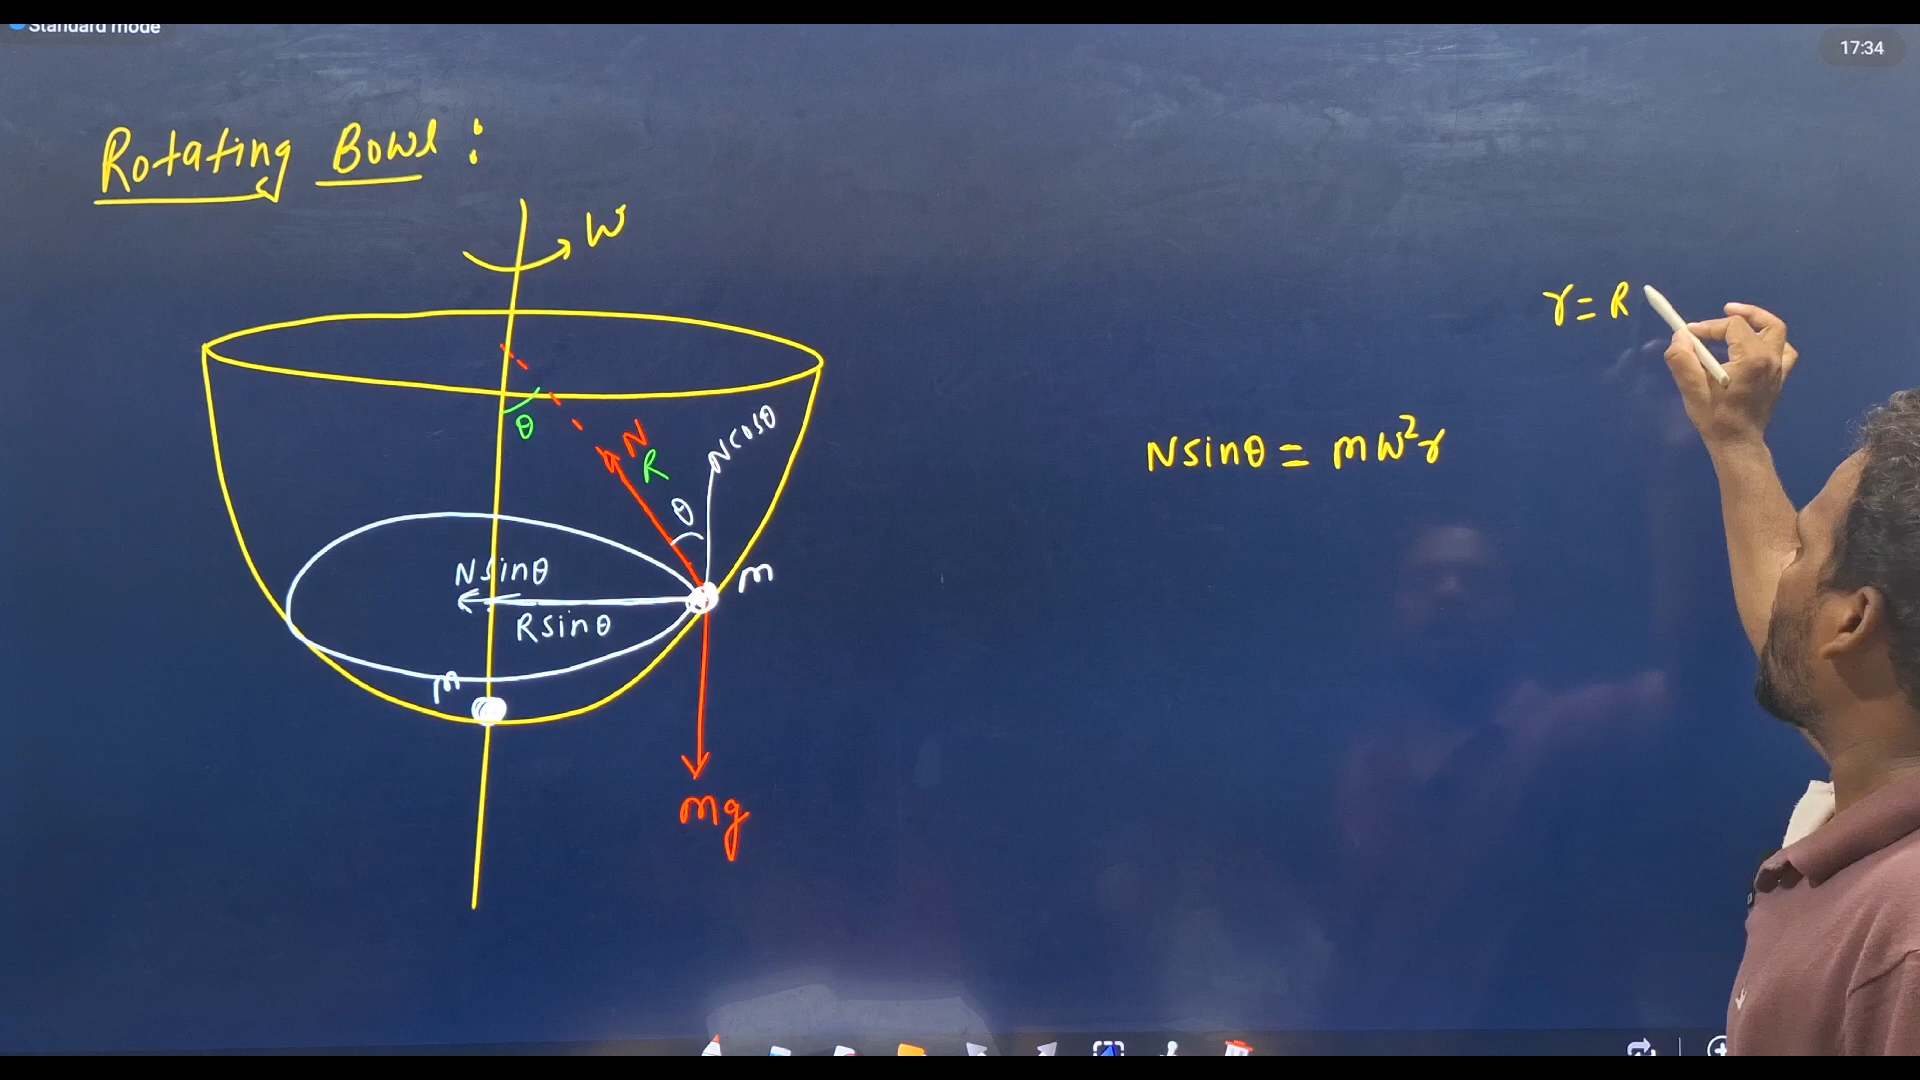 Standard mode
17:34
Rotating Bowl :
W
r = R
θ
N
R
Ncosθ
θ
Nsinθ = mw²r
Nsinθ
m
Rsinθ
m
mg